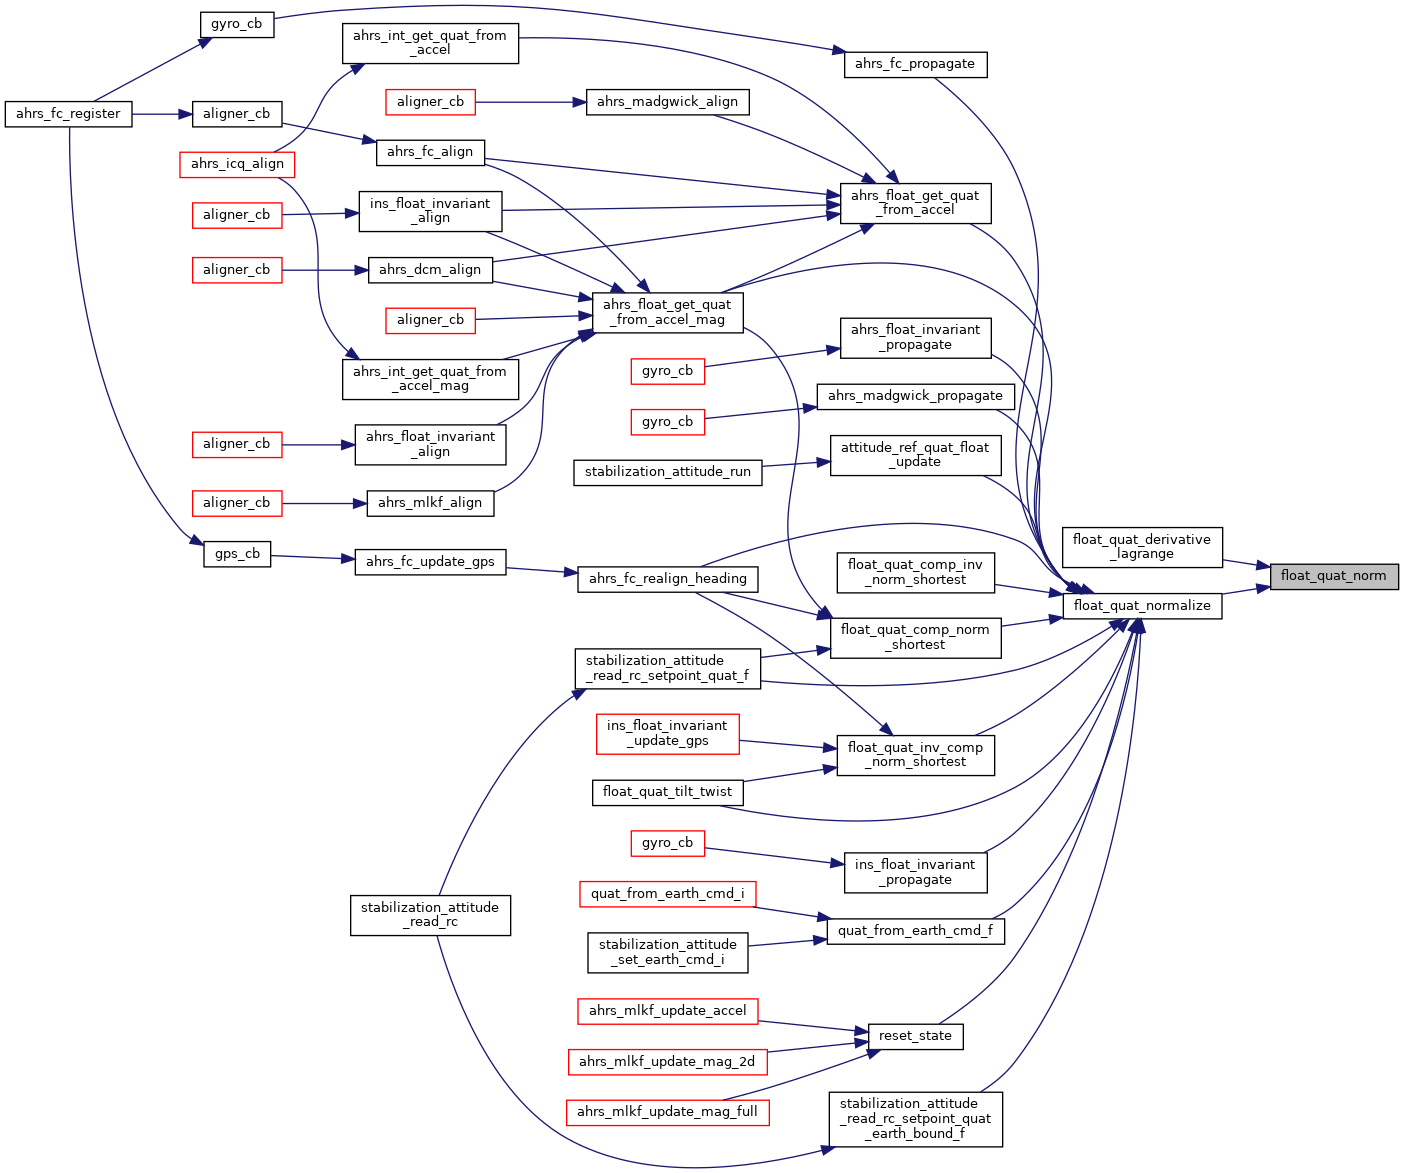 gyro_cb
ahrs_int_get_quat_from
_accel
ahrs_fc_propagate
aligner_cb
ahrs_madgwick_align
ahrs_fc_register
aligner_cb
ahrs_fc_align
ahrs_icq_align
ahrs_float_get_quat
_from_accel
aligner_cb
ins_float_invariant
_align
aligner_cb
ahrs_dcm_align
ahrs_float_get_quat
_from_accel_mag
aligner_cb
ahrs_float_invariant
_propagate
gyro_cb
ahrs_int_get_quat_from
_accel_mag
ahrs_madgwick_propagate
gyro_cb
aligner_cb
ahrs_float_invariant
_align
attitude_ref_quat_float
_update
stabilization_attitude_run
aligner_cb
ahrs_mlkf_align
float_quat_derivative
_lagrange
gps_cb
ahrs_fc_update_gps
ahrs_fc_realign_heading
float_quat_comp_inv
_norm_shortest
float_quat_norm
float_quat_normalize
float_quat_comp_norm
_shortest
stabilization_attitude
_read_rc_setpoint_quat_f
ins_float_invariant
_update_gps
float_quat_inv_comp
_norm_shortest
float_quat_tilt_twist
gyro_cb
ins_float_invariant
_propagate
quat_from_earth_cmd_i
stabilization_attitude
_read_rc
quat_from_earth_cmd_f
stabilization_attitude
_set_earth_cmd_i
ahrs_mlkf_update_accel
reset_state
ahrs_mlkf_update_mag_2d
ahrs_mlkf_update_mag_full
stabilization_attitude
_read_rc_setpoint_quat
_earth_bound_f